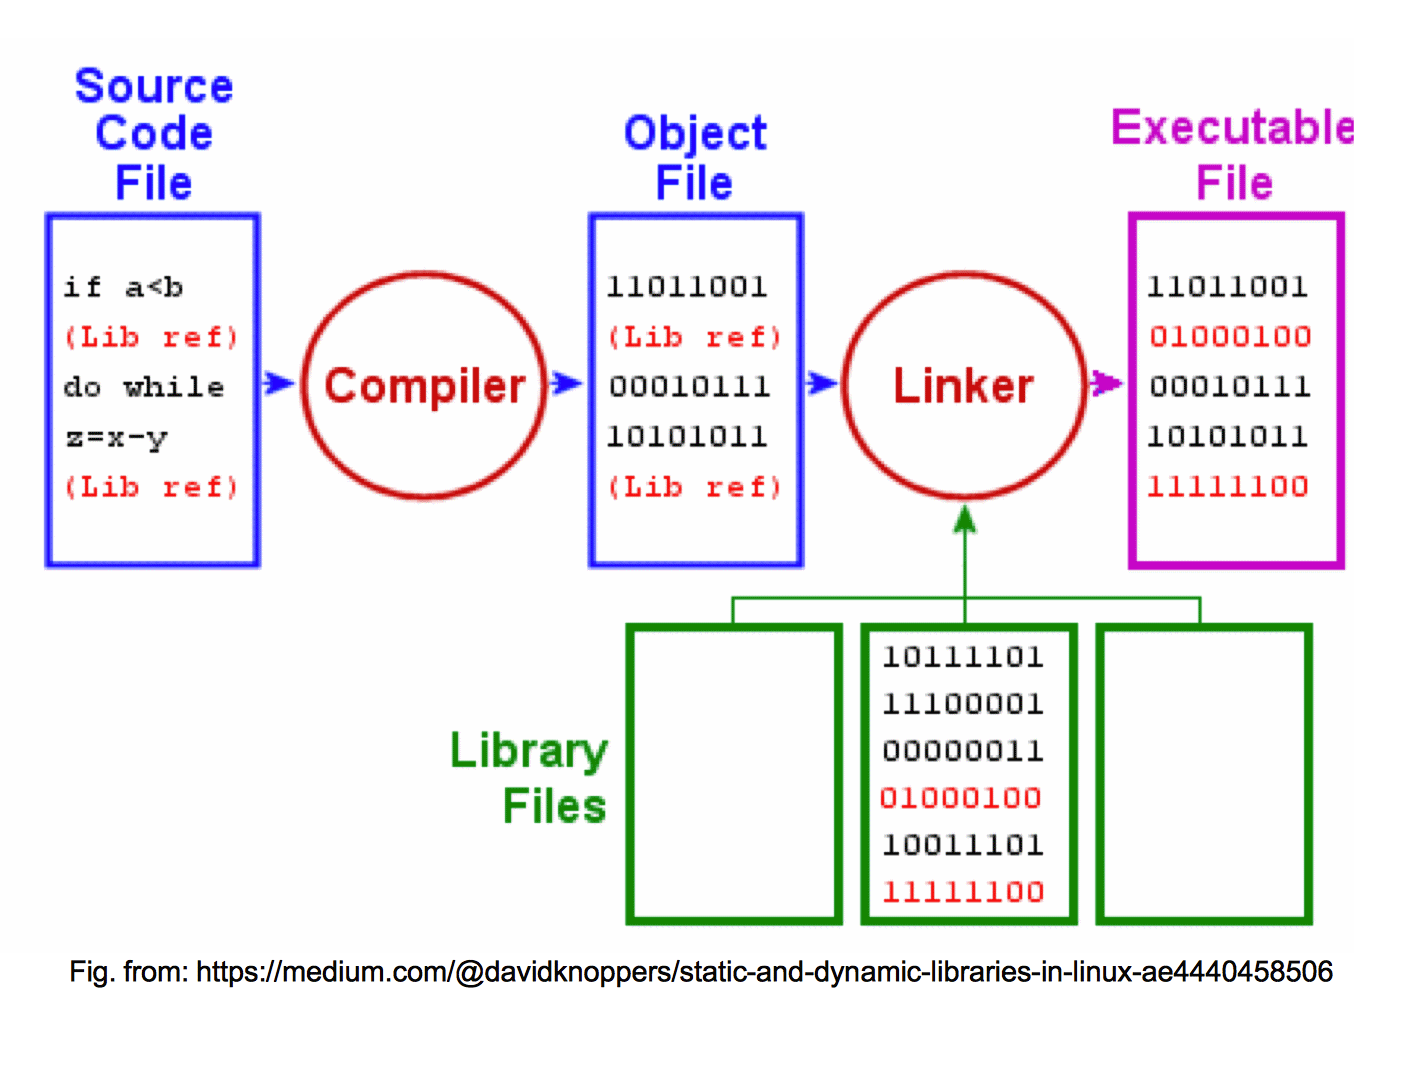 Source
Code
File
if a<b
(Lib ref)
do while
z=x-y
(Lib ref)
Compiler
Object
File
11011001
(Lib ref)
00010111
10101011
(Lib ref)
Linker
Executable
File
11011001
01000100
00010111
10101011
11111100
Library
Files
10111101
11100001
00000011
01000100
10011101
11111100
Fig. from: https://medium.com/@davidknoppers/static-and-dynamic-libraries-in-linux-ae4440458506